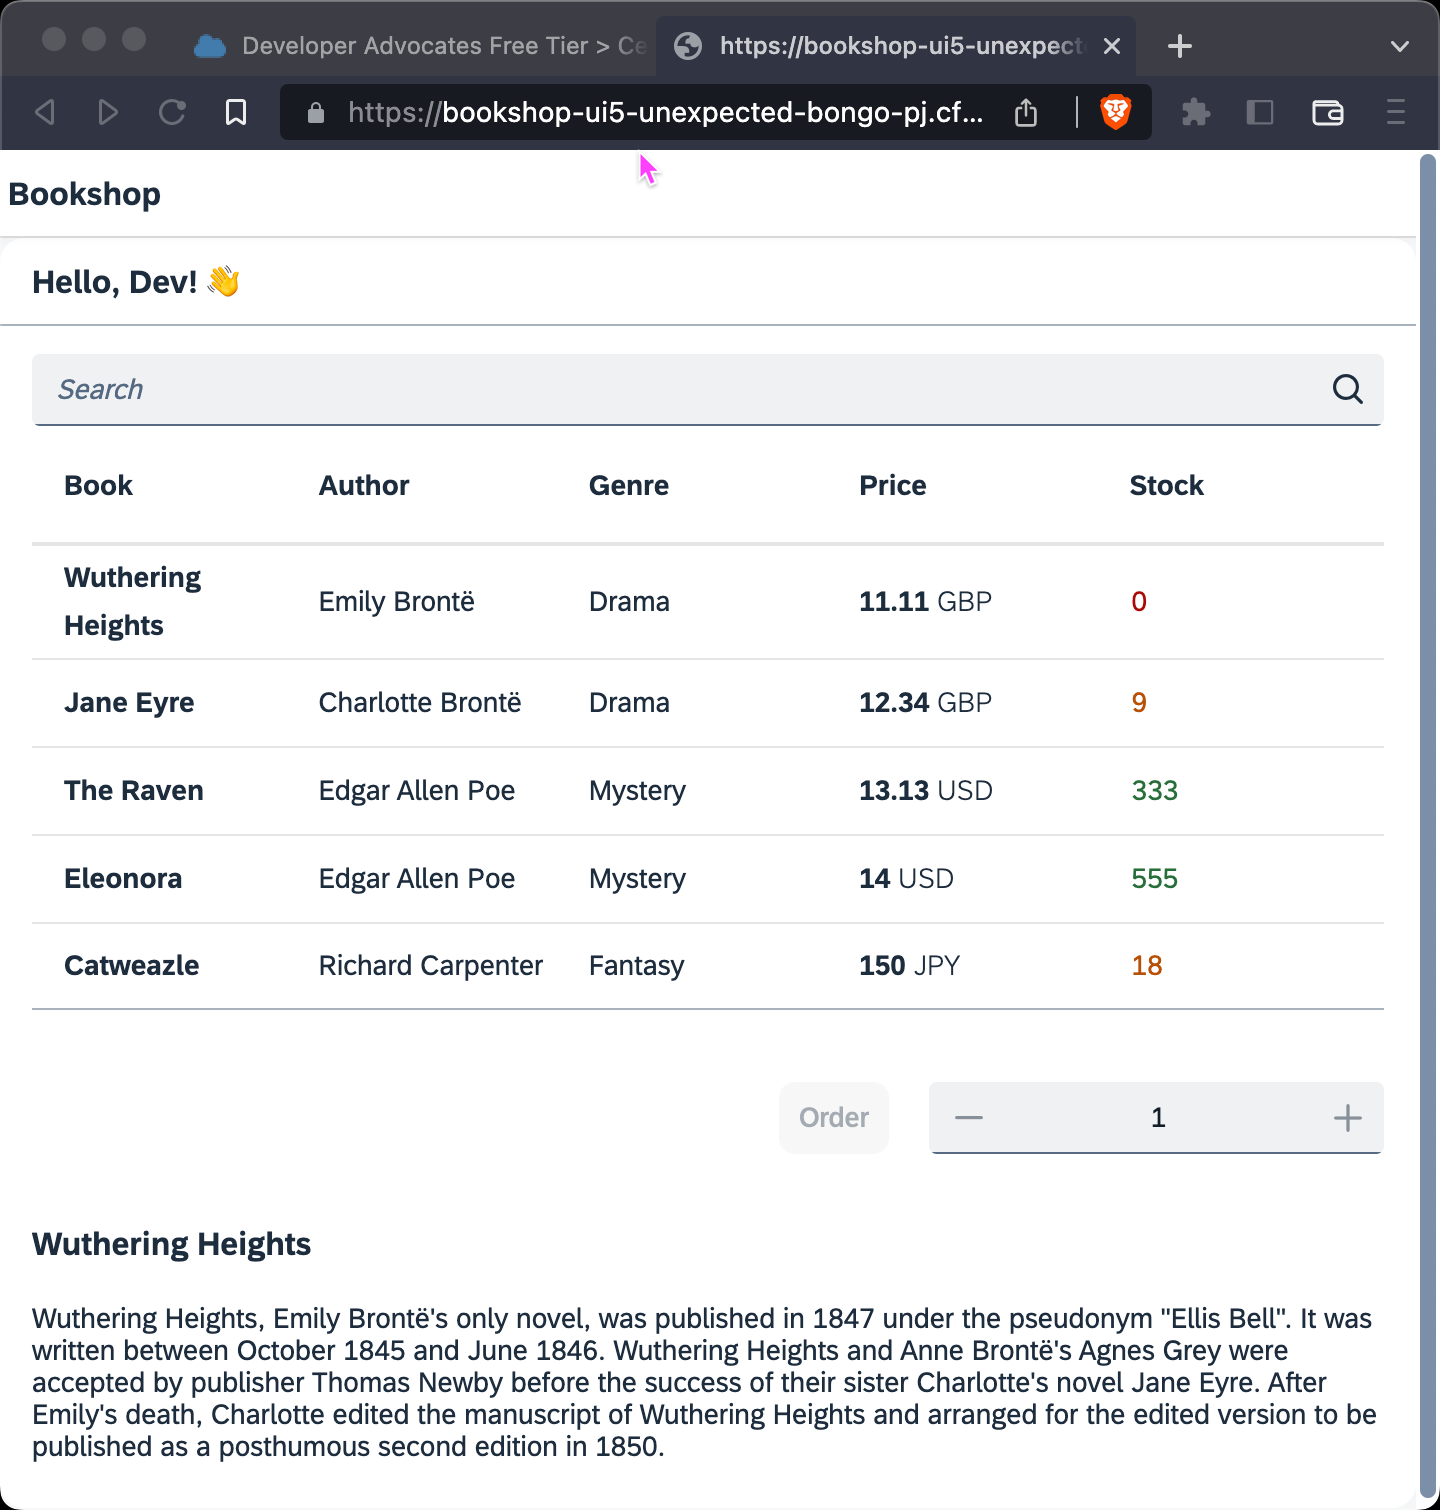 Developer Advocates Free Tier > Ce
https://bookshop-ui5-unexpect
https://bookshop-ui5-unexpected-bongo-pj.cf...
Bookshop
Hello, Dev! 👋
Search
Book Author Genre Price Stock
Wuthering
Heights Emily Brontë Drama 11.11 GBP 0
Jane Eyre Charlotte Brontë Drama 12.34 GBP 9
The Raven Edgar Allen Poe Mystery 13.13 USD 333
Eleonora Edgar Allen Poe Mystery 14 USD 555
Catweazle Richard Carpenter Fantasy 150 JPY 18
Order 1
Wuthering Heights
Wuthering Heights, Emily Brontë's only novel, was published in 1847 under the pseudonym "Ellis Bell". It was
written between October 1845 and June 1846. Wuthering Heights and Anne Brontë's Agnes Grey were
accepted by publisher Thomas Newby before the success of their sister Charlotte's novel Jane Eyre. After
Emily's death, Charlotte edited the manuscript of Wuthering Heights and arranged for the edited version to be
published as a posthumous second edition in 1850.